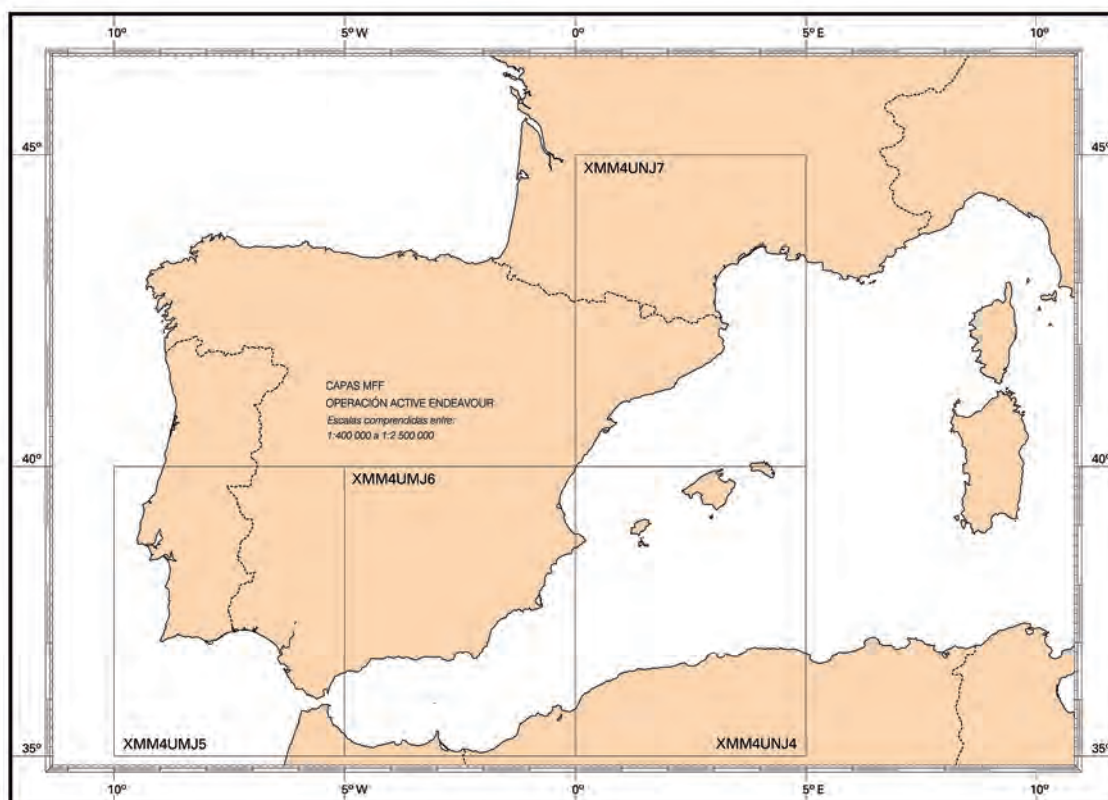 10° 5° W 0° 5° E 10°
45° 45°
XMM4UNJ7
CAPAS MFF
OPERACIÓN ACTIVE ENDEAVOUR
Escalas comprendidas entre:
1:400 000 a 1:2 500 000
40° 40°
XMM4UMJ6
XMM4UMJ5 XMM4UNJ4
35° 35°
10° 5° W 0° 5° E 10°